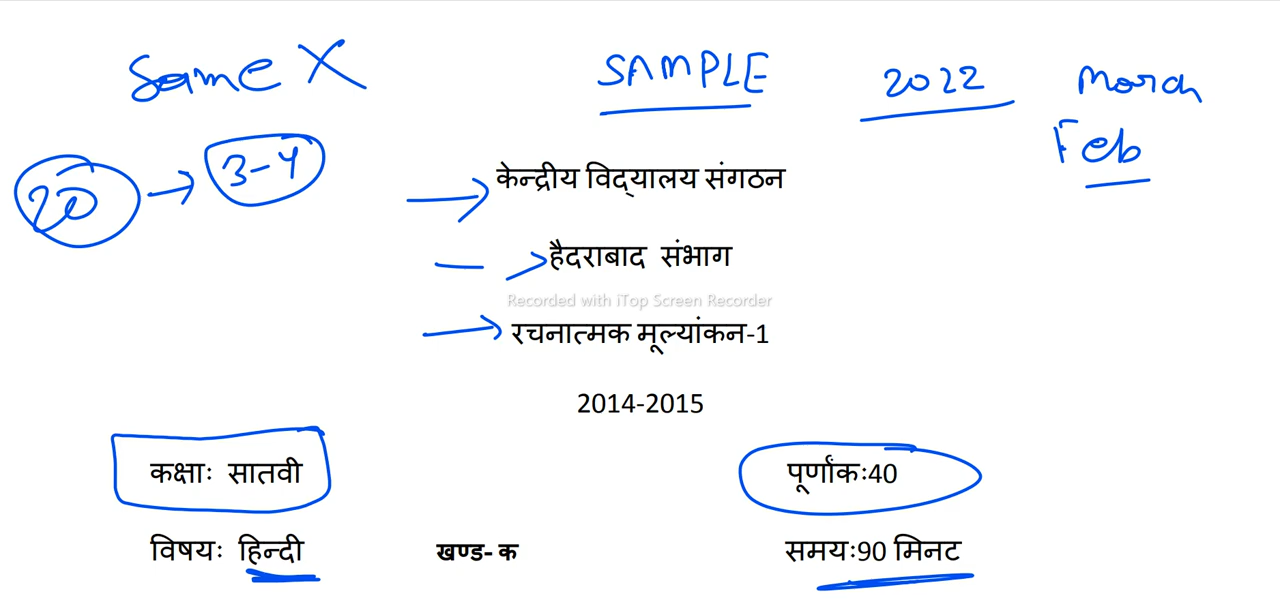 Same X SAMPLE 2022 March
Feb
20 → 3-4
केन्द्रीय विद्यालय संगठन
हैदराबाद संभाग
Recorded with iTop Screen Recorder
रचनात्मक मूल्यांकन-1
2014-2015
कक्षाः सातवी पूर्णांकः40
विषयः हिन्दी खण्ड- क समयः90 मिनट